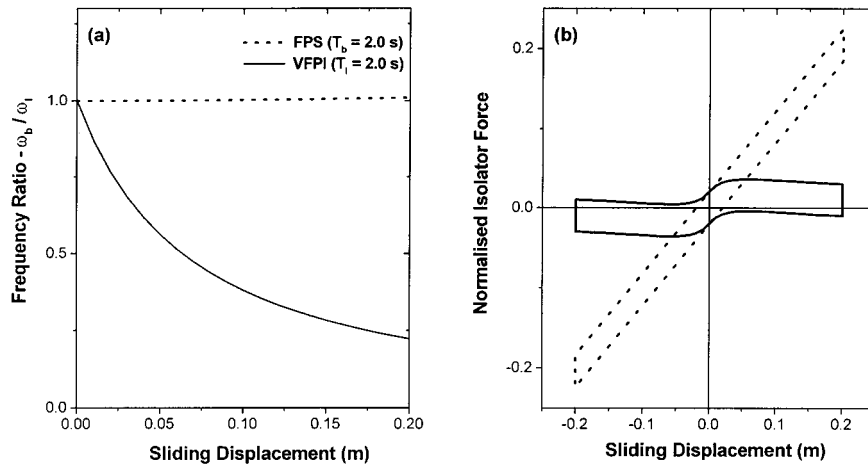 (a)
FPS (T_b = 2.0 s)
VFPI (T_I = 2.0 s)
Frequency Ratio - ω_b / ω_I
1.0
0.5
0.0
0.00
0.05
0.10
0.15
0.20
Sliding Displacement (m)
(b)
Normalised Isolator Force
0.2
0.0
-0.2
-0.2
-0.1
0.0
0.1
0.2
Sliding Displacement (m)